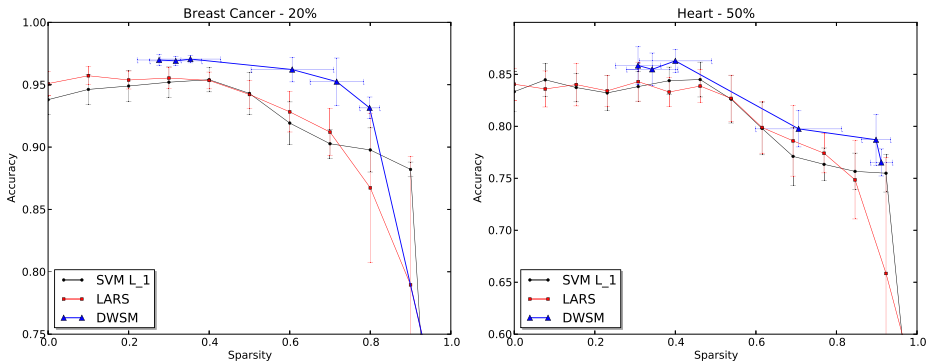 Breast Cancer - 20%
Accuracy
1.00
0.95
0.90
0.85
0.80
0.75
SVM L_1
LARS
DWSM
0.0 0.2 0.4 0.6 0.8 1.0
Sparsity
Heart - 50%
Accuracy
0.85
0.80
0.75
0.70
0.65
0.60
SVM L_1
LARS
DWSM
0.0 0.2 0.4 0.6 0.8 1.0
Sparsity